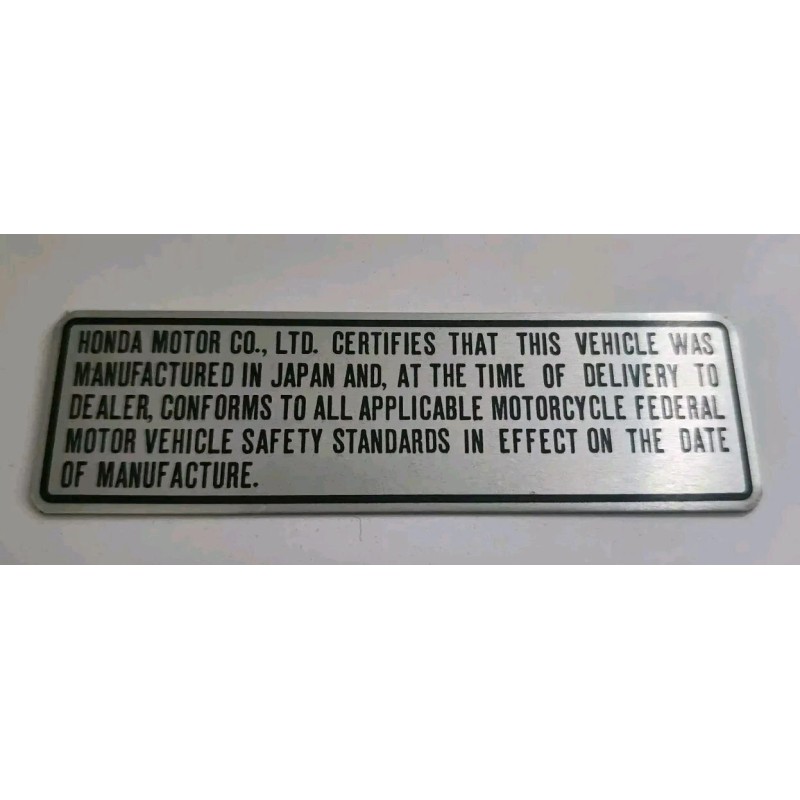 HONDA MOTOR CO., LTD. CERTIFIES THAT THIS VEHICLE WAS
MANUFACTURED IN JAPAN AND, AT THE TIME OF DELIVERY TO
DEALER, CONFORMS TO ALL APPLICABLE MOTORCYCLE FEDERAL
MOTOR VEHICLE SAFETY STANDARDS IN EFFECT ON THE DATE
OF MANUFACTURE.